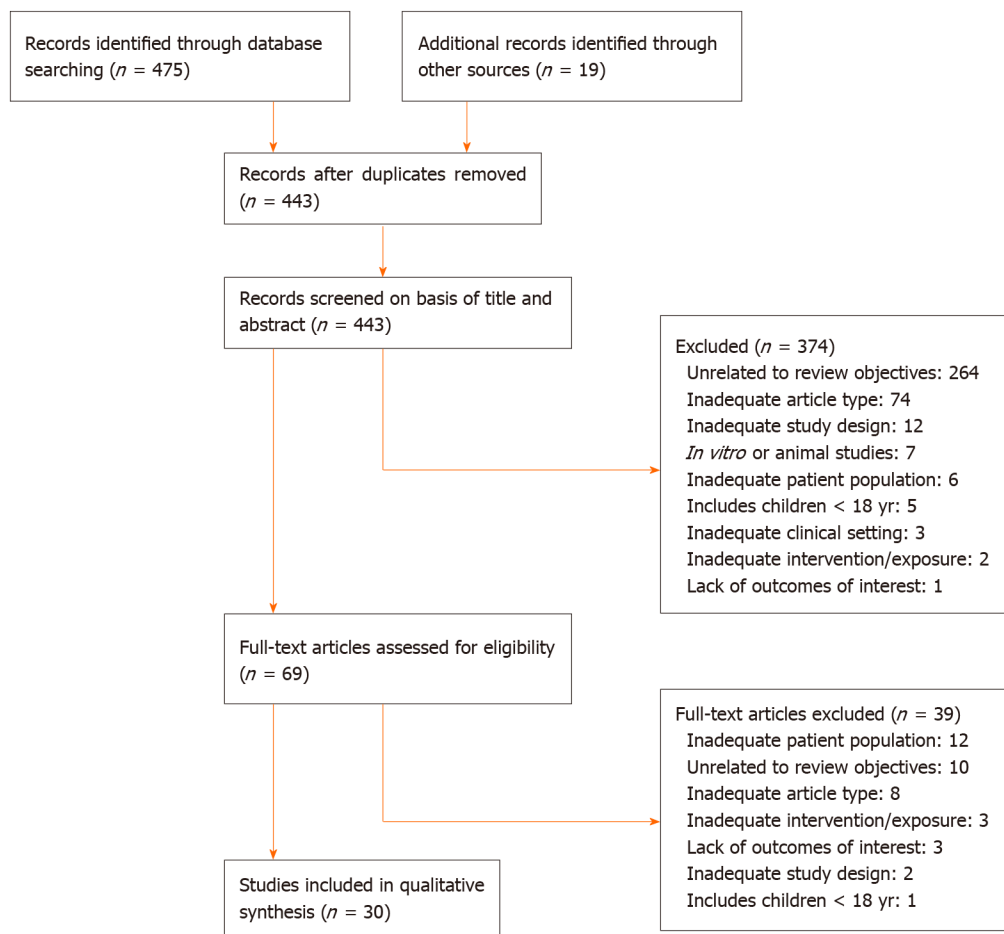 Records identified through database
searching (n = 475)
Additional records identified through
other sources (n = 19)
Records after duplicates removed
(n = 443)
Records screened on basis of title and
abstract (n = 443)
Excluded (n = 374)
Unrelated to review objectives: 264
Inadequate article type: 74
Inadequate study design: 12
In vitro or animal studies: 7
Inadequate patient population: 6
Includes children < 18 yr: 5
Inadequate clinical setting: 3
Inadequate intervention/exposure: 2
Lack of outcomes of interest: 1
Full-text articles assessed for eligibility
(n = 69)
Full-text articles excluded (n = 39)
Inadequate patient population: 12
Unrelated to review objectives: 10
Inadequate article type: 8
Inadequate intervention/exposure: 3
Lack of outcomes of interest: 3
Inadequate study design: 2
Includes children < 18 yr: 1
Studies included in qualitative
synthesis (n = 30)